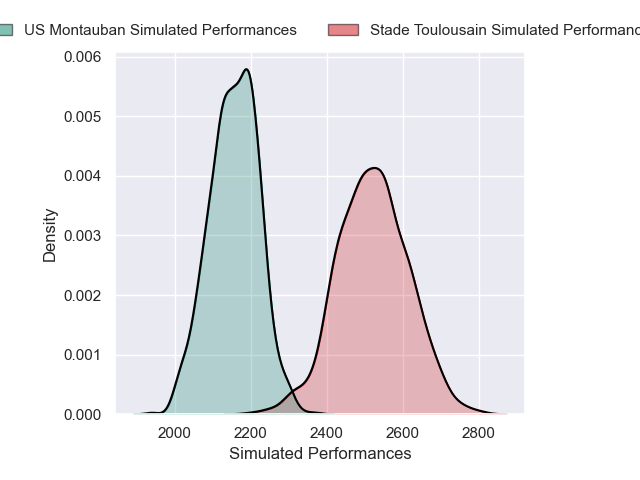 US Montauban Simulated Performances Stade Toulousain Simulated Performanc
0.006
0.005
0.004
0.003
0.002
0.001
0.000
Density
2000 2200 2400 2600 2800
Simulated Performances